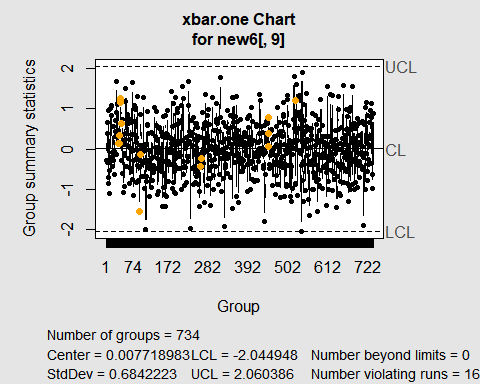 xbar.one Chart
for new6[, 9]
Group summary statistics
2
1
0
-1
-2
UCL
CL
LCL
1 74 172 282 392 502 612 722
Group
Number of groups = 734
Center = 0.007718983 LCL = -2.044948 Number beyond limits = 0
StdDev = 0.6842223 UCL = 2.060386 Number violating runs = 16